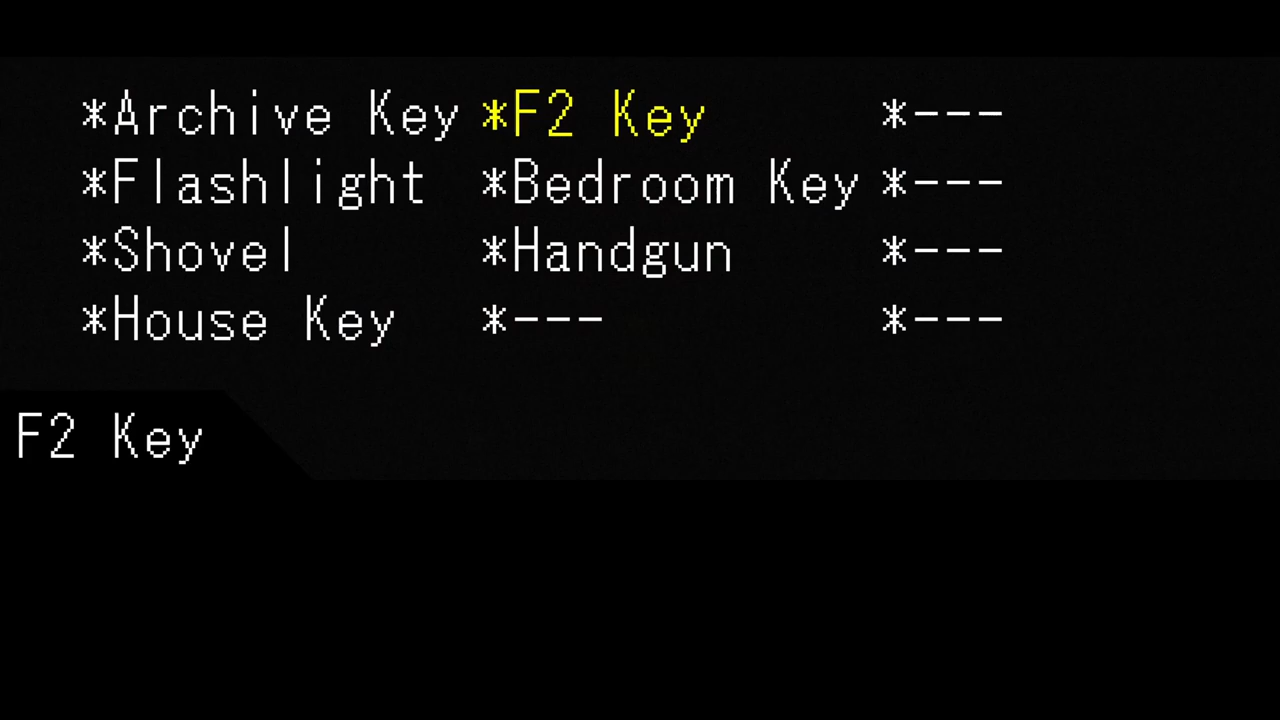 *Archive Key *F2 Key *---
*Flashlight *Bedroom Key *---
*Shovel *Handgun *---
*House Key *--- *---
F2 Key